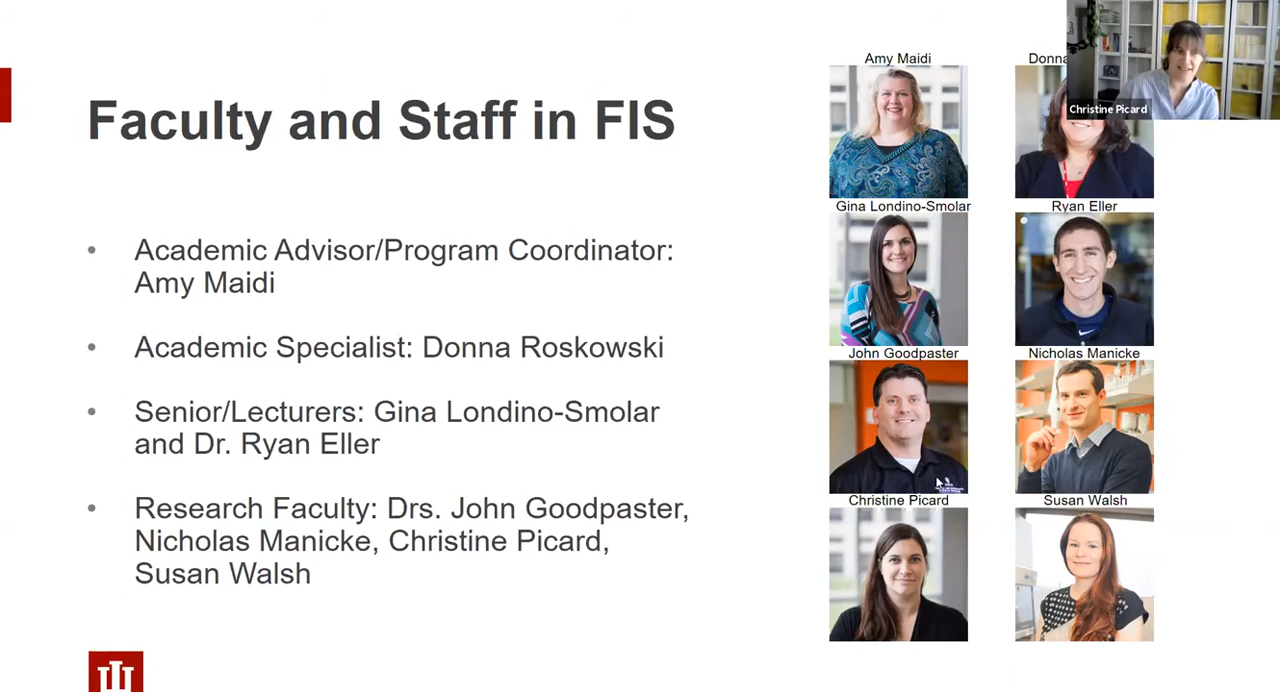 Faculty and Staff in FIS
• Academic Advisor/Program Coordinator:
Amy Maidi
• Academic Specialist: Donna Roskowski
• Senior/Lecturers: Gina Londino-Smolar
and Dr. Ryan Eller
• Research Faculty: Drs. John Goodpaster,
Nicholas Manicke, Christine Picard,
Susan Walsh
Amy Maidi
Donna
Christine Picard
Gina Londino-Smolar
Ryan Eller
John Goodpaster
Nicholas Manicke
Christine Picard
Susan Walsh